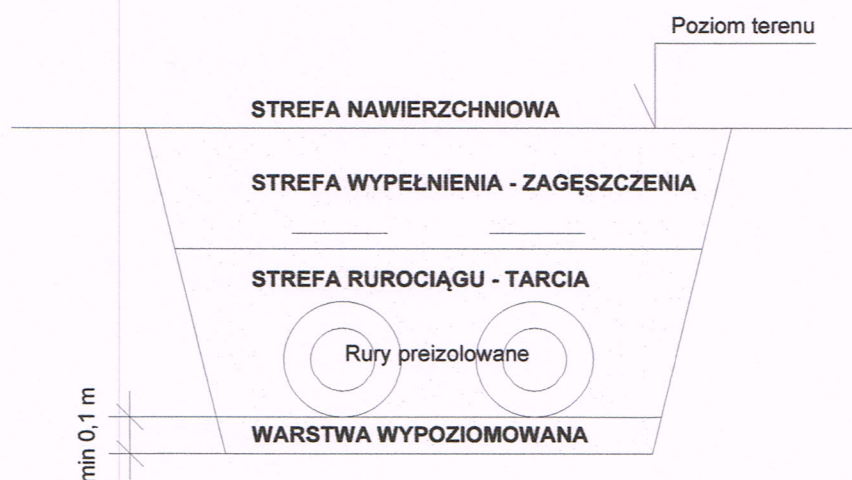 Poziom terenu
STREFA NAWIERZCHNIOWA
STREFA WYPEŁNIENIA - ZAGĘSZCZENIA
STREFA RUROCIĄGU - TARCIA
Rury preizolowane
WARSTWA WYPOZIOMOWANA
min 0,1 m